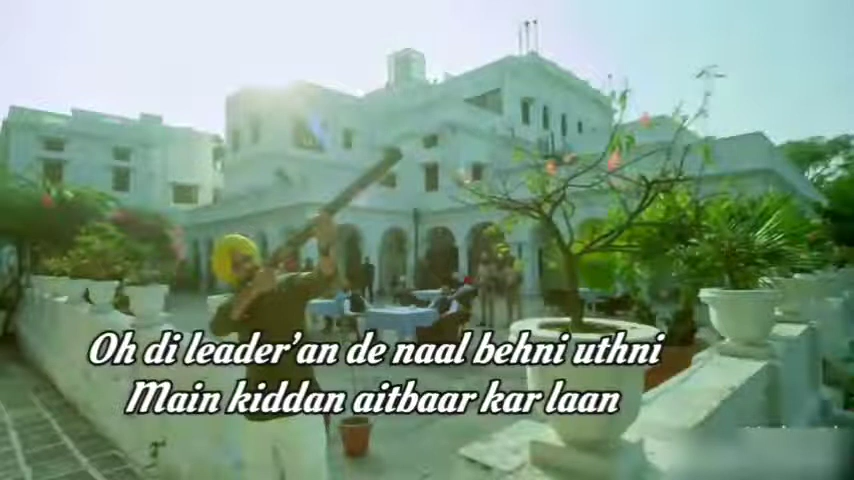 Oh di leader'an de naal behni uthni
Main kiddan aitbaar kar laan